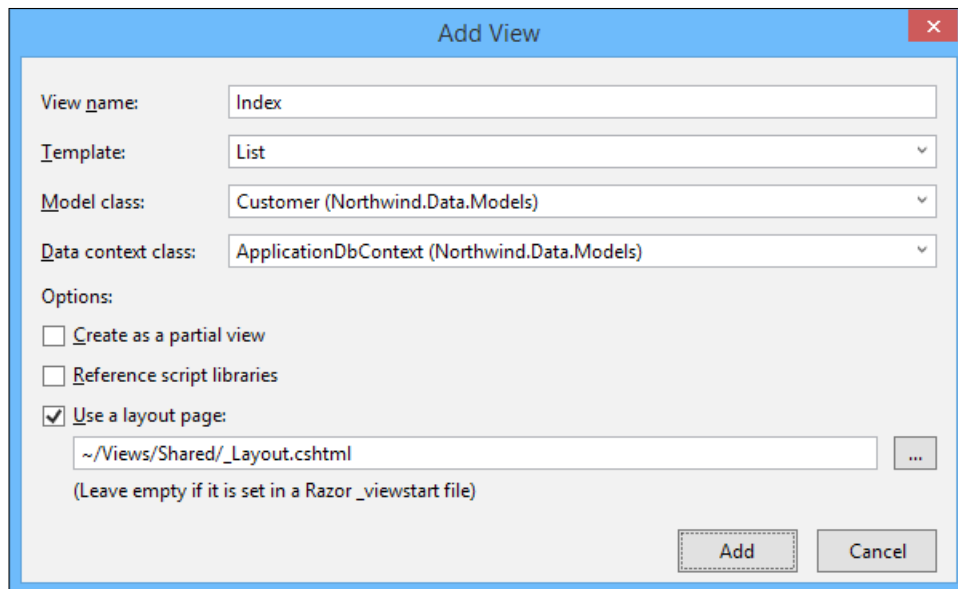 Add View
View name: Index
Template: List
Model class: Customer (Northwind.Data.Models)
Data context class: ApplicationDbContext (Northwind.Data.Models)
Options:
Create as a partial view
Reference script libraries
Use a layout page:
~/Views/Shared/_Layout.cshtml ...
(Leave empty if it is set in a Razor _viewstart file)
Add Cancel